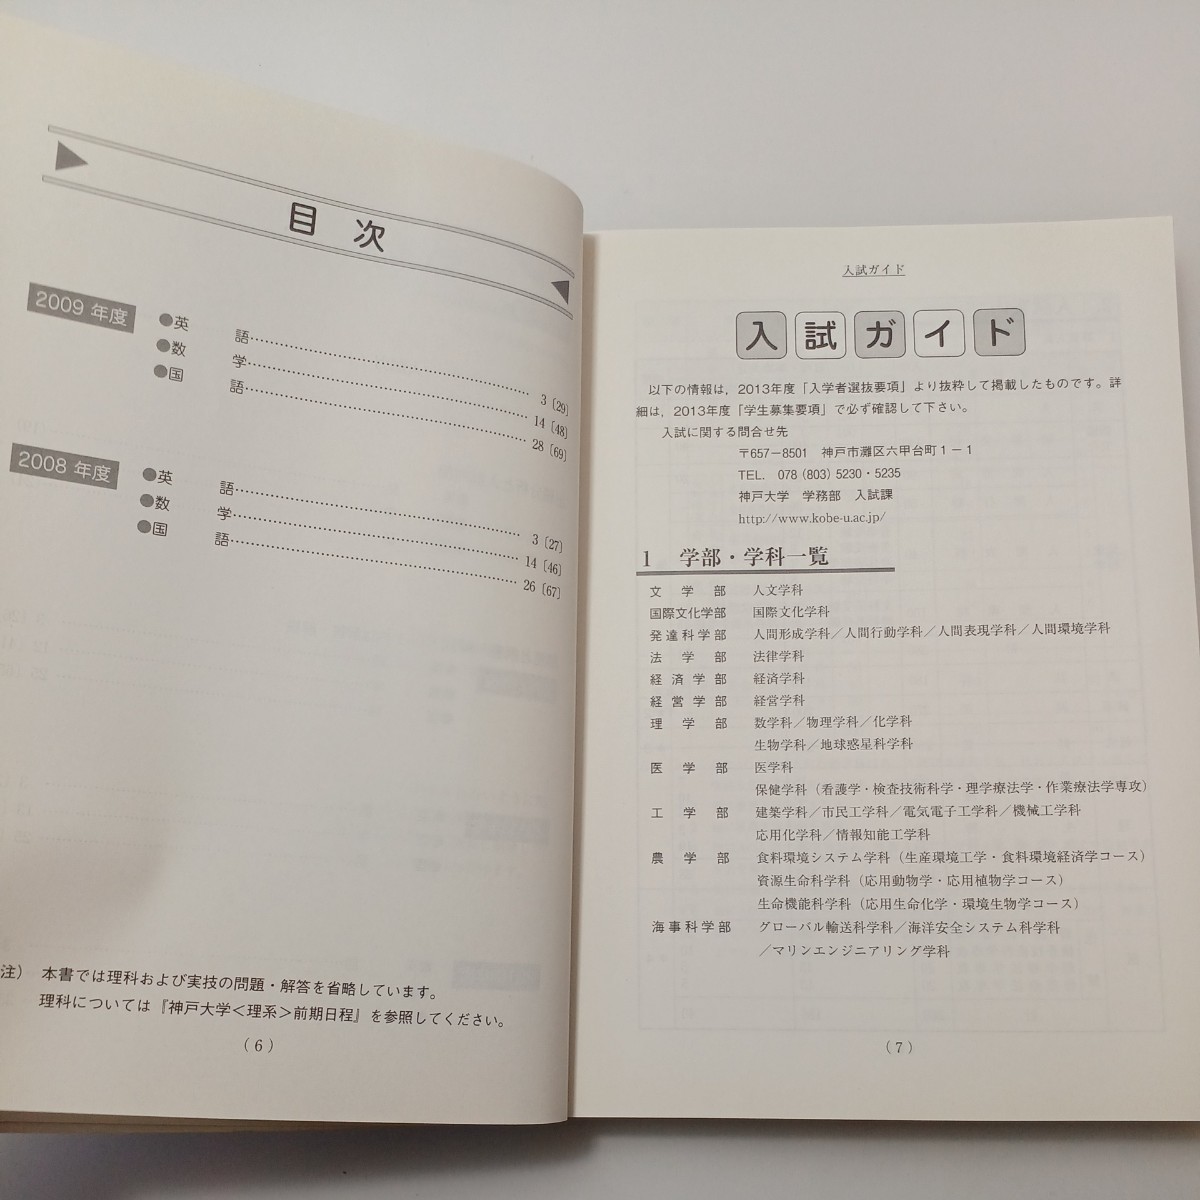 目次
2009年度
●英語 3〔29〕
●数学 14〔48〕
●国語 28〔69〕
2008年度
●英語 3〔27〕
●数学 14〔46〕
●国語 26〔67〕
注) 本書では理科および実技の問題・解答を省略しています。
理科については『神戸大学<理系>前期日程』を参照してください。
(6)
入試ガイド
入試ガイド
以下の情報は，2013年度「入学者選抜要項」より抜粋して掲載したものです。詳
細は，2013年度「学生募集要項」で必ず確認して下さい。
入試に関する問合せ先
〒657－8501 神戸市灘区六甲台町1－1
TEL. 078 (803) 5230・5235
神戸大学 学務部 入試課
http://www.kobe-u.ac.jp/
1 学部・学科一覧
文学部 人文学科
国際文化学部 国際文化学科
発達科学部 人間形成学科／人間行動学科／人間表現学科／人間環境学科
法学部 法律学科
経済学部 経済学科
経営学部 経営学科
理学部 数学科／物理学科／化学科
生物学科／地球惑星科学科
医学部 医学科
保健学科（看護学・検査技術科学・理学療法学・作業療法学専攻）
工学部 建築学科／市民工学科／電気電子工学科／機械工学科
応用化学科／情報知能工学科
農学部 食料環境システム学科（生産環境工学・食料環境経済学コース）
資源生命科学科（応用動物学・応用植物学コース）
生命機能科学科（応用生命化学・環境生物学コース）
海事科学部 グローバル輸送科学科／海洋安全システム科学科
／マリンエンジニアリング学科
(7)